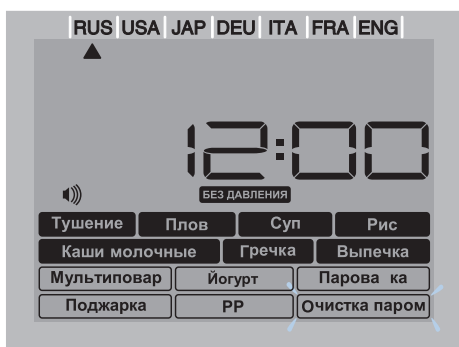 RUS USA JAP DEU ITA FRA ENG
12:00
БЕЗ ДАВЛЕНИЯ
Тушение Плов Суп Рис
Каши молочные Гречка Выпечка
Мультиповар Йогурт Парова ка
Поджарка РР Очистка паром